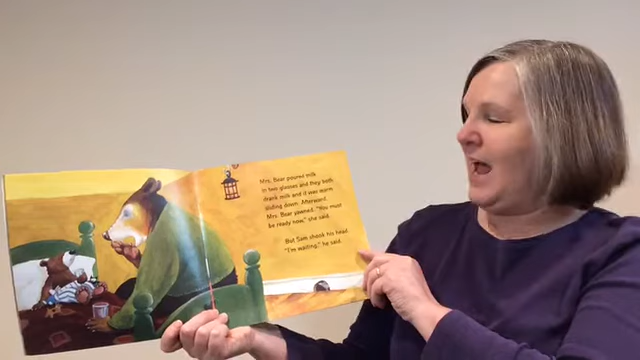 Mrs. Bear poured milk
in two glasses and they both
drank milk and it was warm
sliding down. Afterward
Mrs. Bear yawned. "You must
be ready now," she said.
But Sam shook his head.
"I'm waiting," he said.